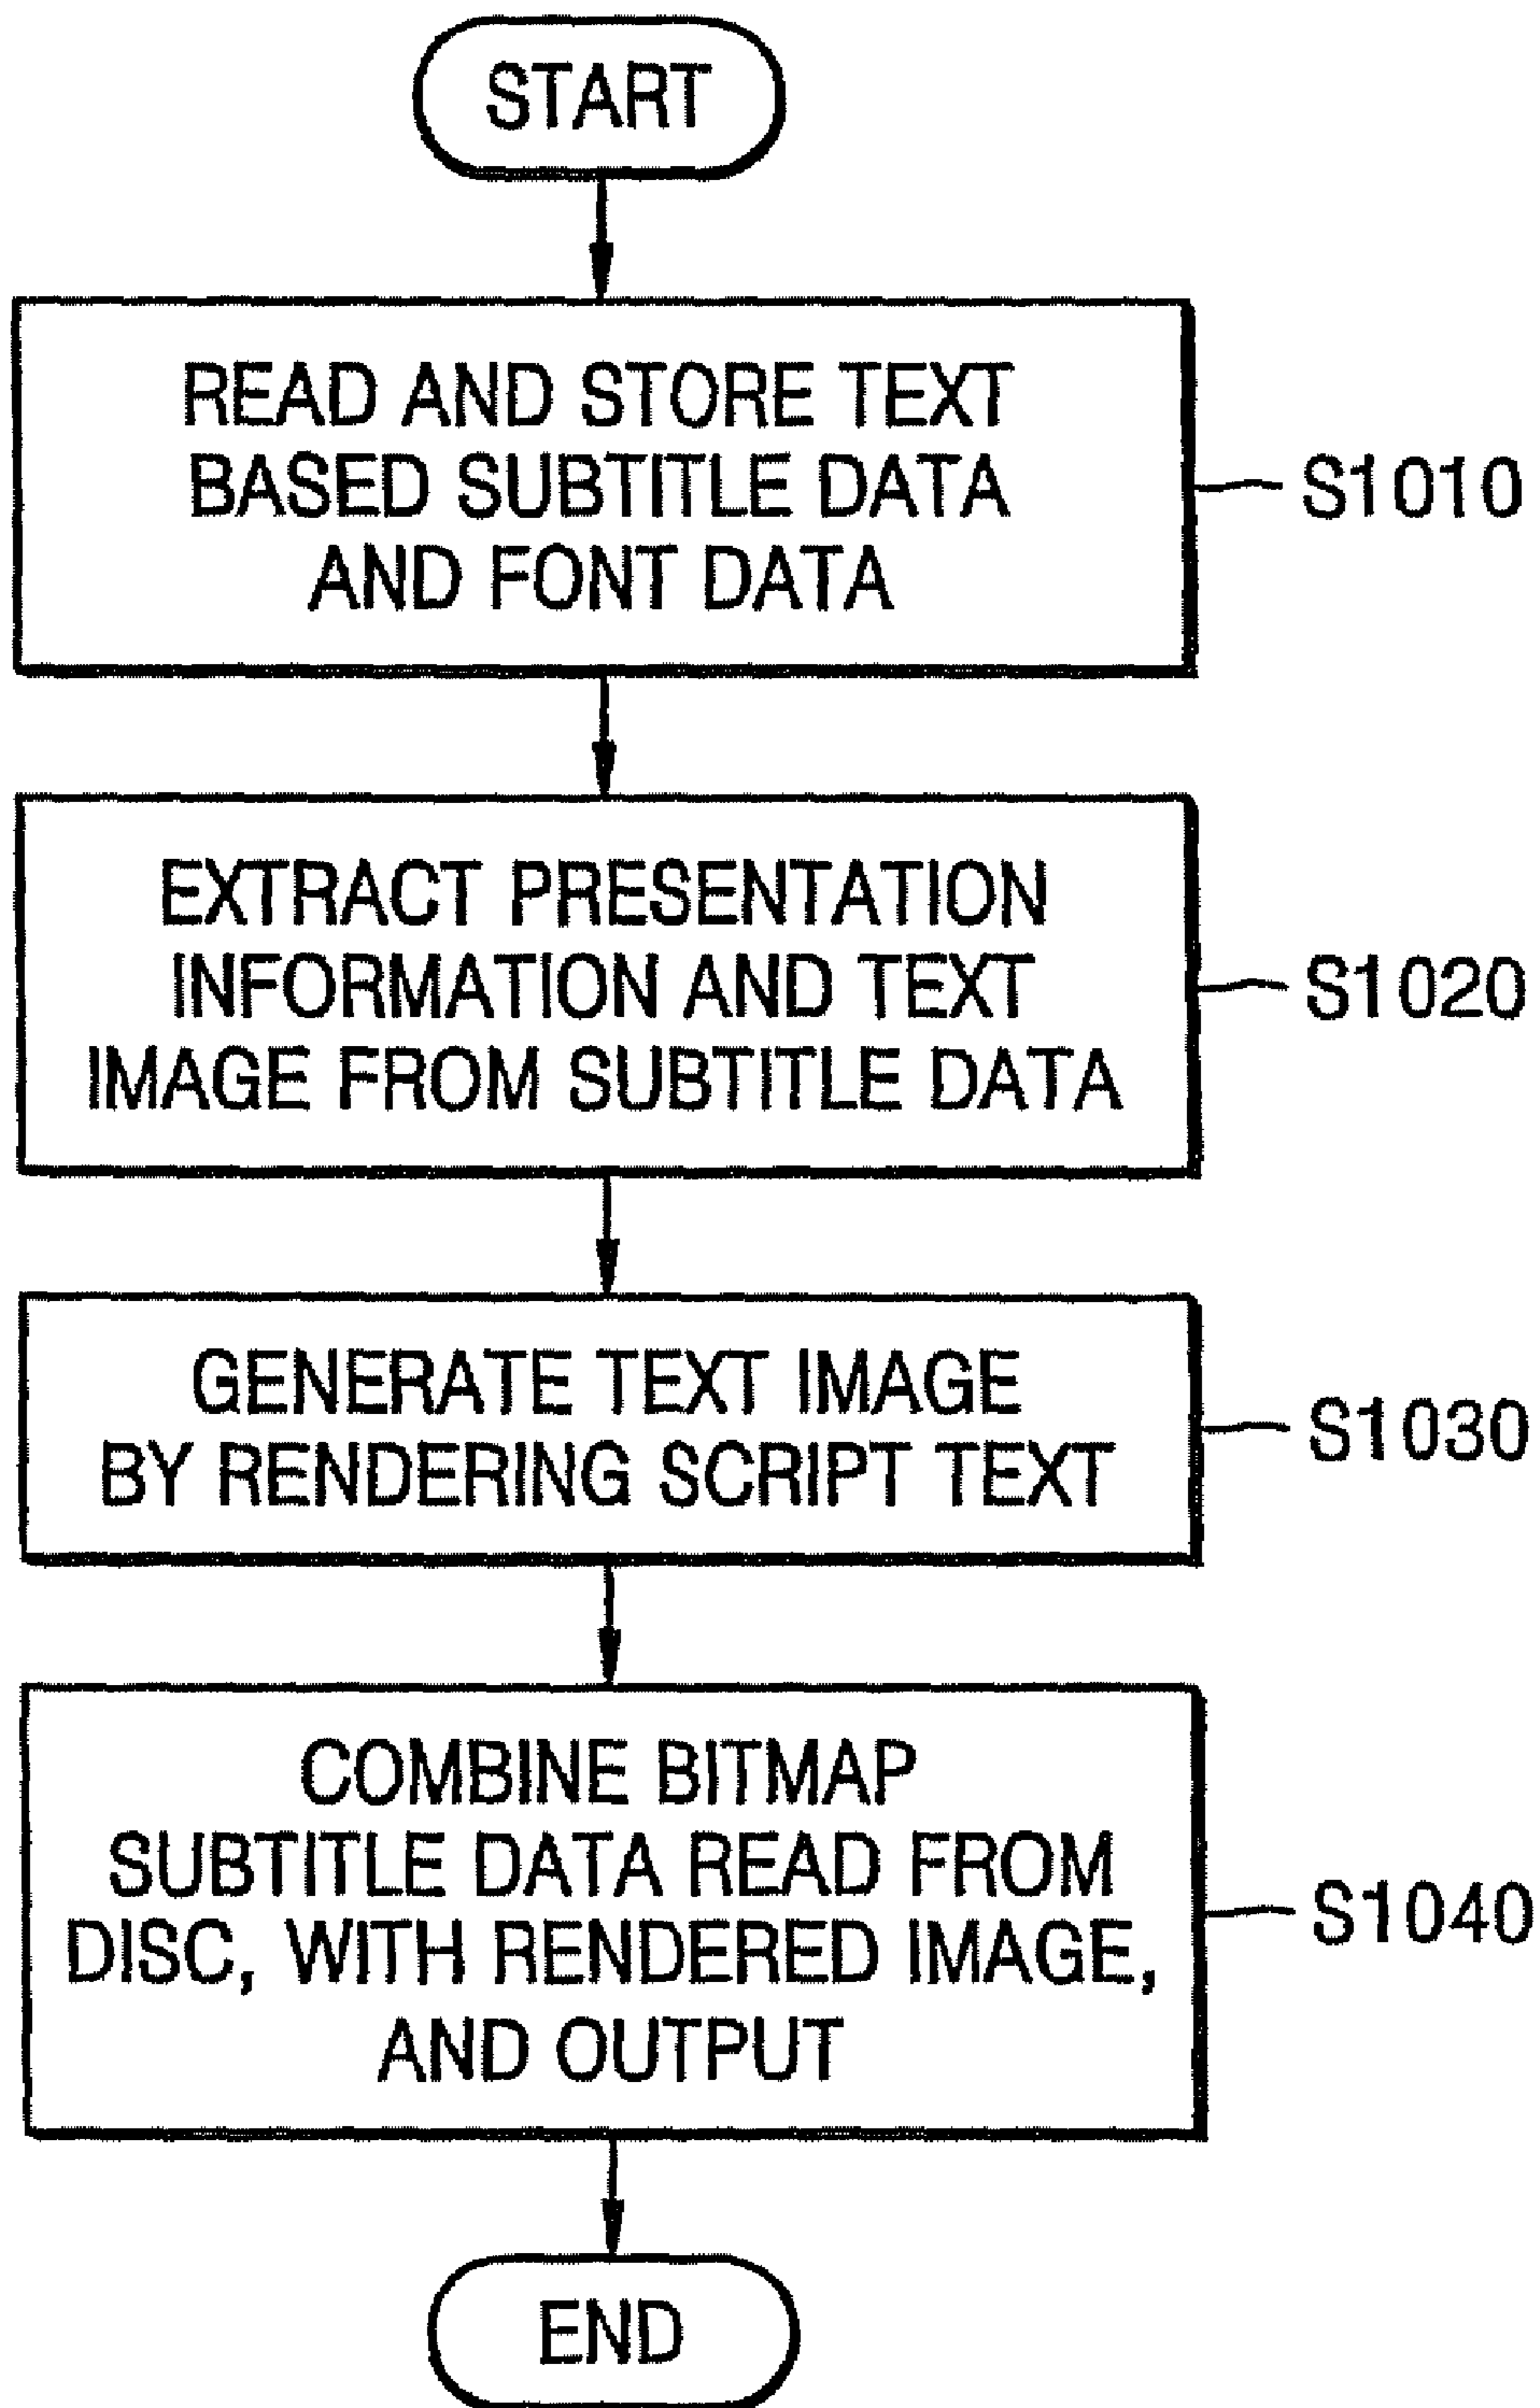 START
READ AND STORE TEXT
BASED SUBTITLE DATA
AND FONT DATA
S1010
EXTRACT PRESENTATION
INFORMATION AND TEXT
IMAGE FROM SUBTITLE DATA
S1020
GENERATE TEXT IMAGE
BY RENDERING SCRIPT TEXT
S1030
COMBINE BITMAP
SUBTITLE DATA READ FROM
DISC, WITH RENDERED IMAGE,
AND OUTPUT
S1040
END